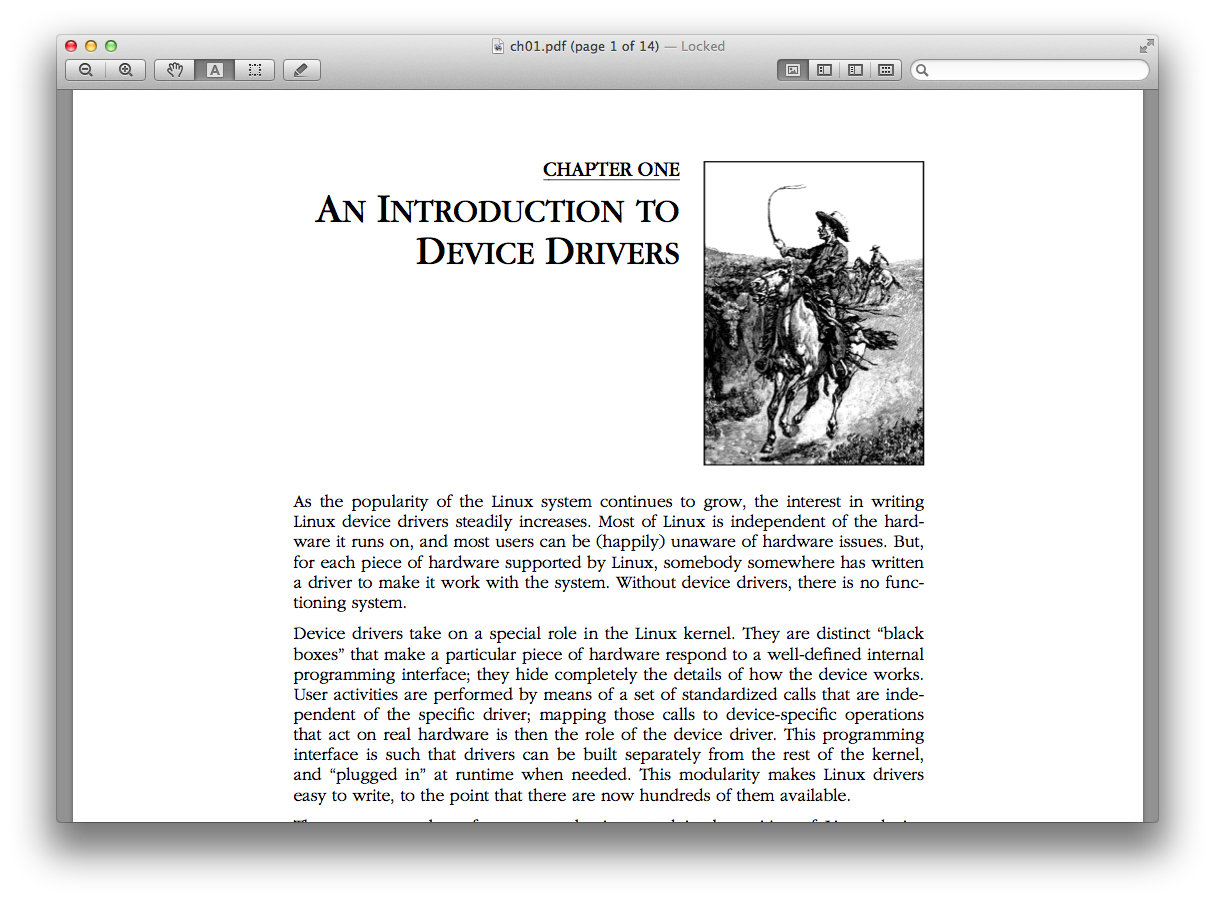 ch01.pdf (page 1 of 14) — Locked
A
CHAPTER ONE
AN INTRODUCTION TO
DEVICE DRIVERS
As the popularity of the Linux system continues to grow, the interest in writing
Linux device drivers steadily increases. Most of Linux is independent of the hard-
ware it runs on, and most users can be (happily) unaware of hardware issues. But,
for each piece of hardware supported by Linux, somebody somewhere has written
a driver to make it work with the system. Without device drivers, there is no func-
tioning system.
Device drivers take on a special role in the Linux kernel. They are distinct “black
boxes” that make a particular piece of hardware respond to a well-defined internal
programming interface; they hide completely the details of how the device works.
User activities are performed by means of a set of standardized calls that are inde-
pendent of the specific driver; mapping those calls to device-specific operations
that act on real hardware is then the role of the device driver. This programming
interface is such that drivers can be built separately from the rest of the kernel,
and “plugged in” at runtime when needed. This modularity makes Linux drivers
easy to write, to the point that there are now hundreds of them available.